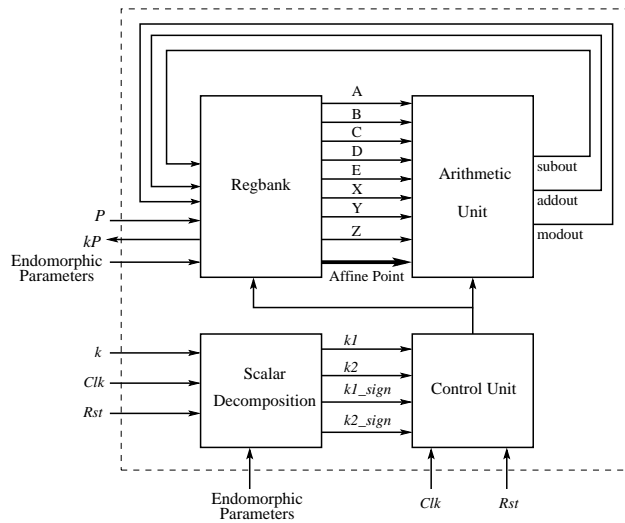 A
B
C
D
E
X
Y
Z
Affine Point
Regbank
Arithmetic
Unit
subout
addout
modout
P
kP
Endomorphic
Parameters
k
Clk
Rst
Scalar
Decomposition
k1
k2
k1_sign
k2_sign
Control Unit
Endomorphic
Parameters
Clk
Rst